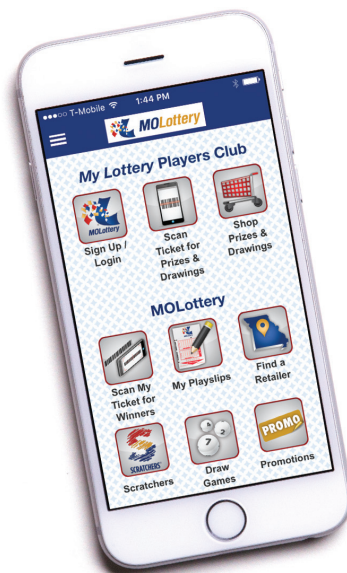 T-Mobile 1:44 PM
MOLottery
My Lottery Players Club
MOLottery
Sign Up /
Login
Scan
Ticket for
Prizes &
Drawings
Shop
Prizes &
Drawings
MOLottery
Scan My
Ticket for
Winners
My Playslips
Find a
Retailer
SCRATCHERS
Scratchers
7
Draw
Games
PROMO
Promotions